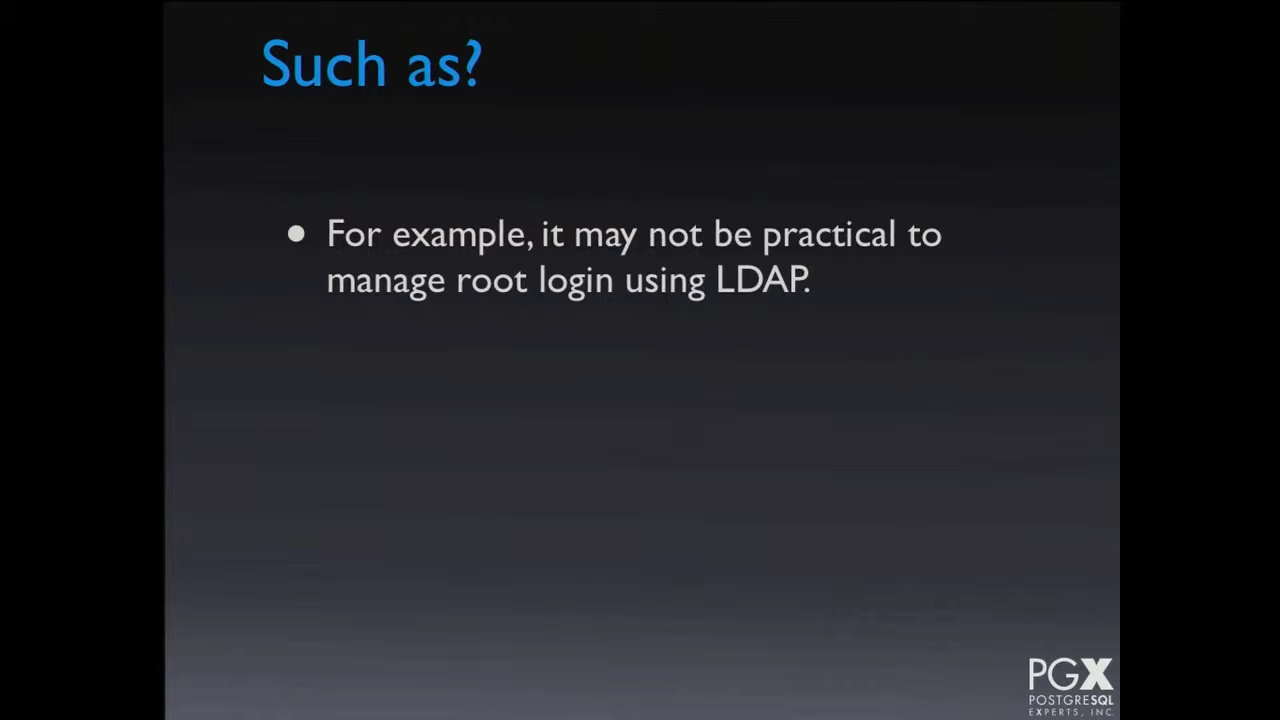 Such as?
• For example, it may not be practical to
manage root login using LDAP.
PGX
POSTGRESQL
EXPERTS, INC.